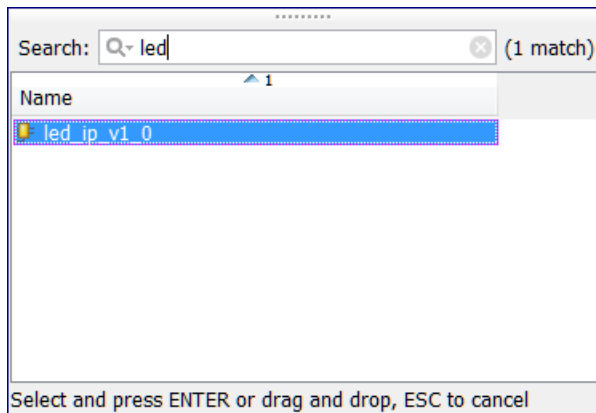 Search: led (1 match)
1
Name
led_ip_v1_0
Select and press ENTER or drag and drop, ESC to cancel